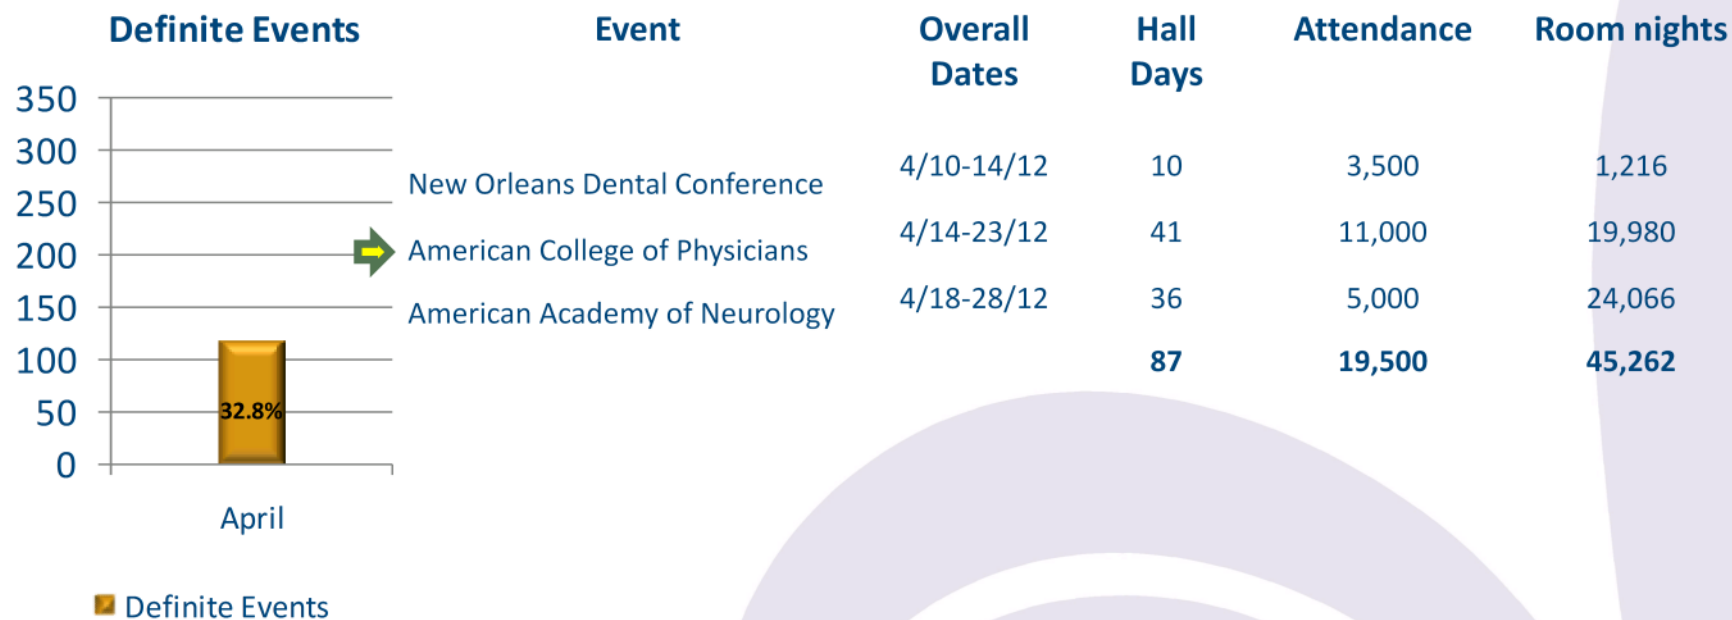 Definite Events
350
300
250
200
150
100
50
0
32.8%
April
Definite Events
Event Overall Dates Hall Days Attendance Room nights
New Orleans Dental Conference 4/10-14/12 10 3,500 1,216
American College of Physicians 4/14-23/12 41 11,000 19,980
American Academy of Neurology 4/18-28/12 36 5,000 24,066
87 19,500 45,262